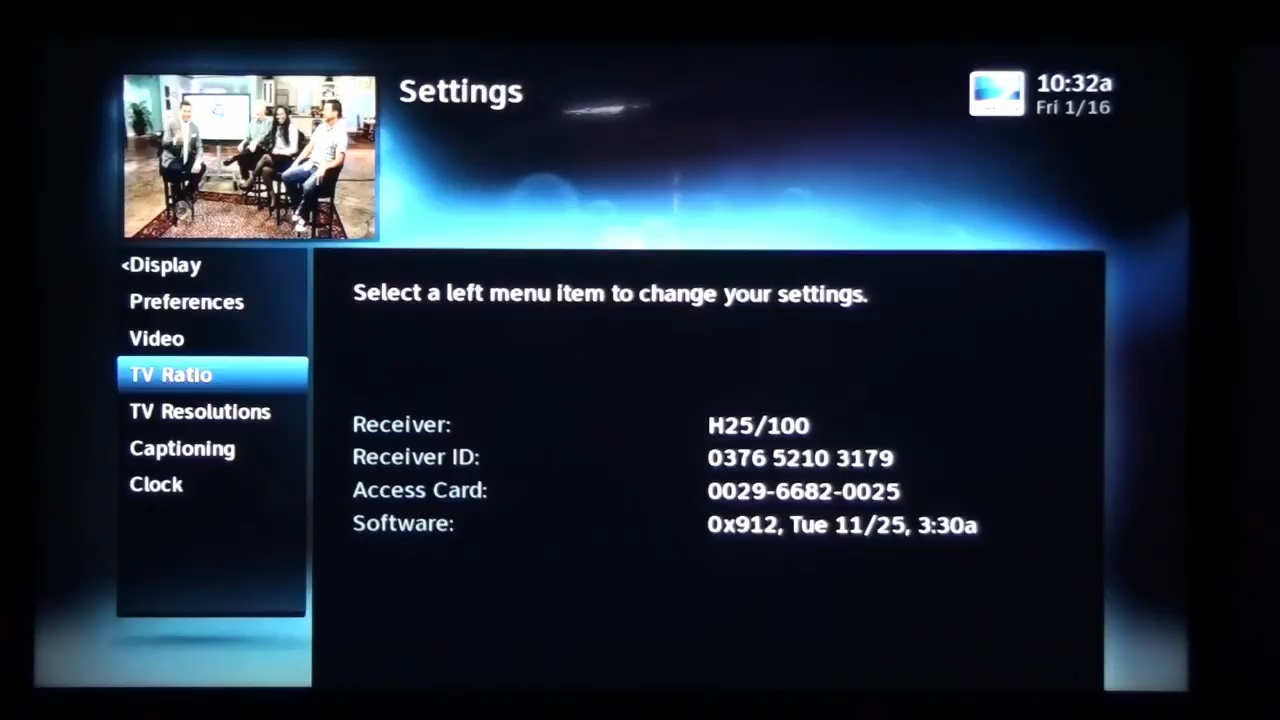 Settings
10:32a
Fri 1/16
<Display
Preferences
Video
TV Ratio
TV Resolutions
Captioning
Clock
Select a left menu item to change your settings.
Receiver: H25/100
Receiver ID: 0376 5210 3179
Access Card: 0029-6682-0025
Software: 0x912, Tue 11/25, 3:30a